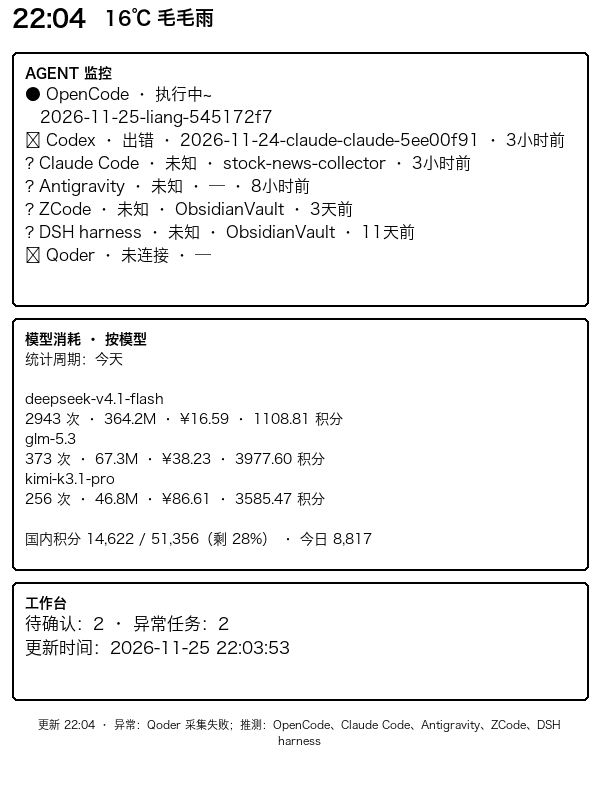 22:04 16℃ 毛毛雨
AGENT 监控
● OpenCode · 执行中~
2026-11-25-liang-545172f7
☒ Codex · 出错 · 2026-11-24-claude-claude-5ee00f91 · 3小时前
? Claude Code · 未知 · stock-news-collector · 3小时前
? Antigravity · 未知 · — · 8小时前
? ZCode · 未知 · ObsidianVault · 3天前
? DSH harness · 未知 · ObsidianVault · 11天前
☒ Qoder · 未连接 · —
模型消耗 · 按模型
统计周期：今天
deepseek-v4.1-flash
2943 次 · 364.2M · ¥16.59 · 1108.81 积分
glm-5.3
373 次 · 67.3M · ¥38.23 · 3977.60 积分
kimi-k3.1-pro
256 次 · 46.8M · ¥86.61 · 3585.47 积分
国内积分 14,622 / 51,356（剩 28%） · 今日 8,817
工作台
待确认：2 · 异常任务：2
更新时间：2026-11-25 22:03:53
更新 22:04 · 异常：Qoder 采集失败；推测：OpenCode、Claude Code、Antigravity、ZCode、DSH
harness